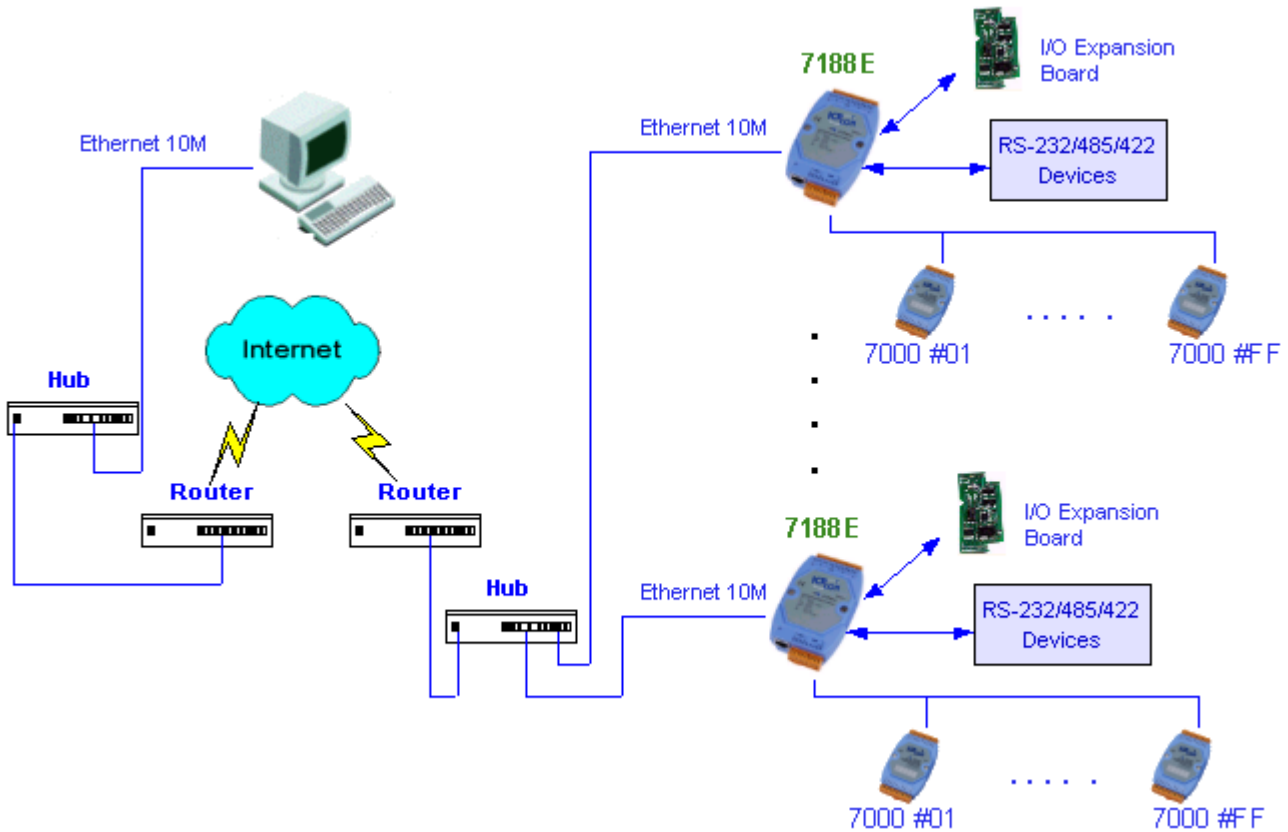 7188E
I/O Expansion
Board
Ethernet 10M
Ethernet 10M
RS-232/485/422
Devices
Internet
7000 #01
. . . . .
7000 #FF
Hub
Router
Router
7188E
I/O Expansion
Board
Hub
Ethernet 10M
RS-232/485/422
Devices
7000 #01
. . . . .
7000 #FF